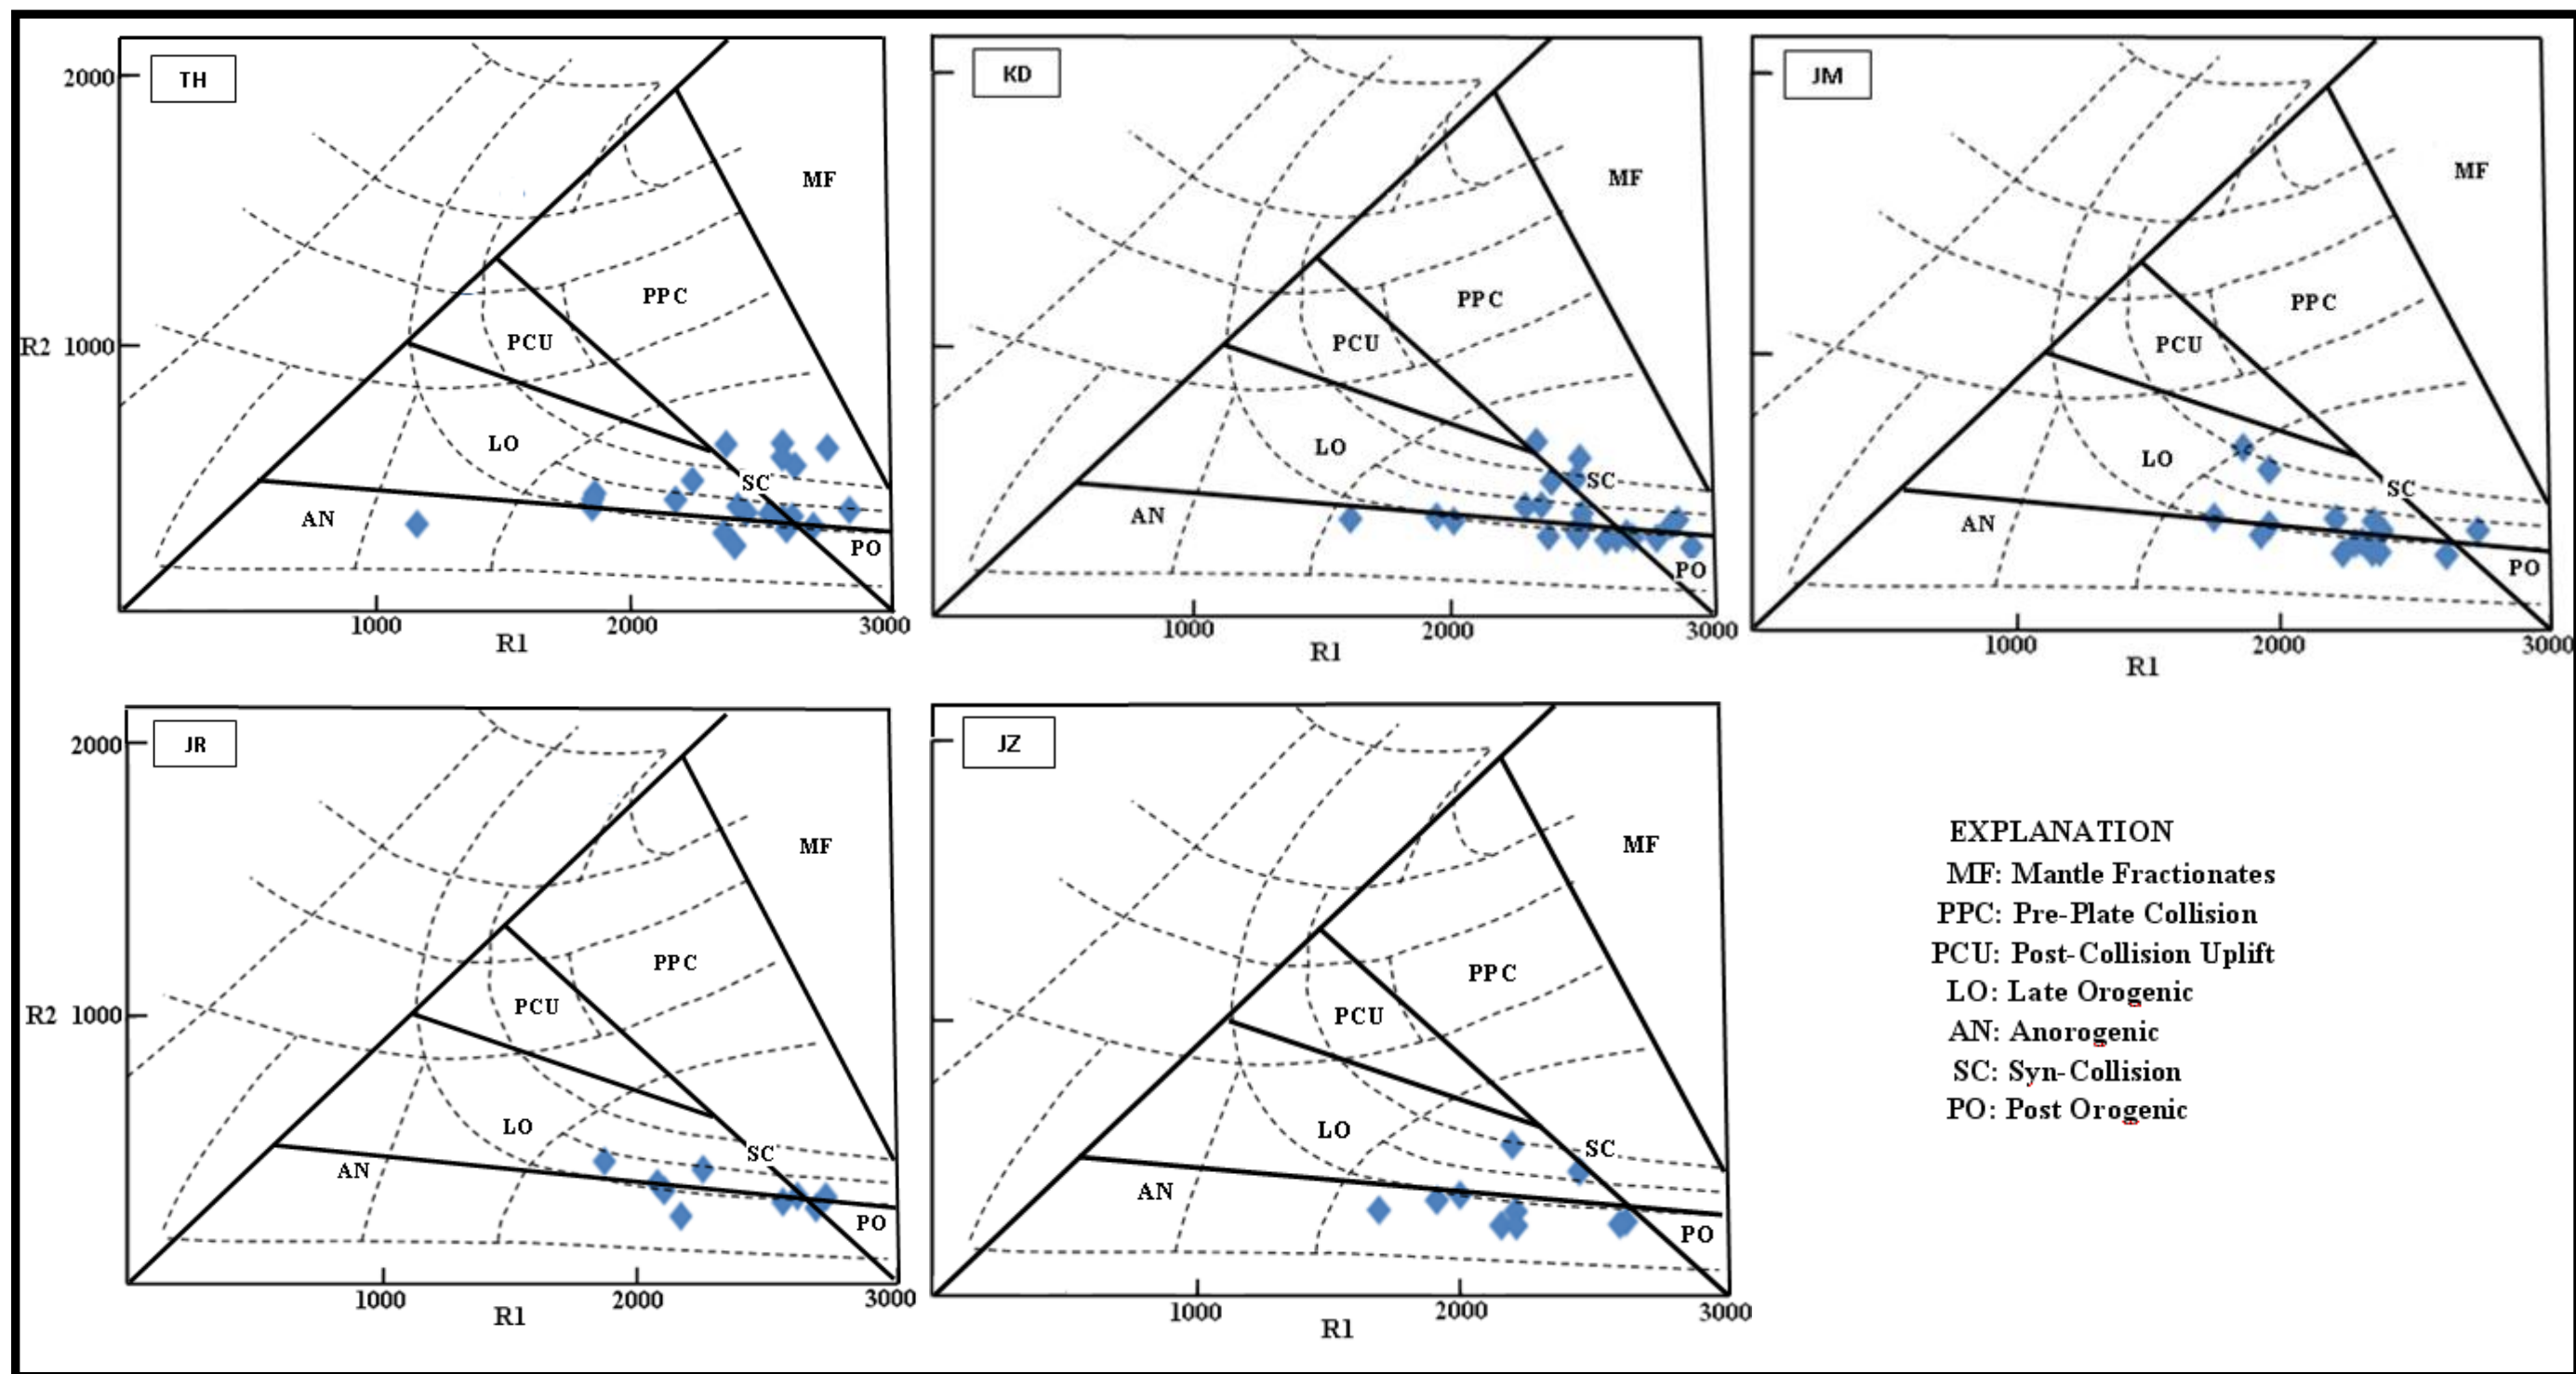 TH
2000
R2 1000
MF
PPC
PCU
LO
SC
AN
PO
1000 2000 3000
R1
KD
MF
PPC
PCU
LO
SC
AN
PO
1000 2000 3000
R1
JM
MF
PPC
PCU
LO
SC
AN
PO
1000 2000 3000
R1
JR
2000
R2 1000
MF
PPC
PCU
LO
SC
AN
PO
1000 2000 3000
R1
JZ
MF
PPC
PCU
LO
SC
AN
PO
1000 2000 3000
R1
EXPLANATION
MF: Mantle Fractionates
PPC: Pre-Plate Collision
PCU: Post-Collision Uplift
LO: Late Orogenic
AN: Anorogenic
SC: Syn-Collision
PO: Post Orogenic